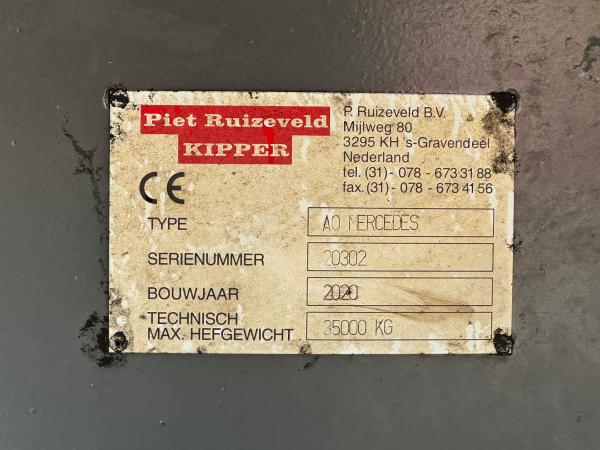 Piet Ruizeveld
KIPPER
P. Ruizeveld B.V.
Mijlweg 80
3295 KH 's-Gravendeel
Nederland
tel. (31) - 078 - 673 31 88
fax. (31) - 078 - 673 41 56
CE
TYPE AO MERCEDES
SERIENUMMER 20302
BOUWJAAR 2020
TECHNISCH
MAX. HEFGEWICHT 35000 KG